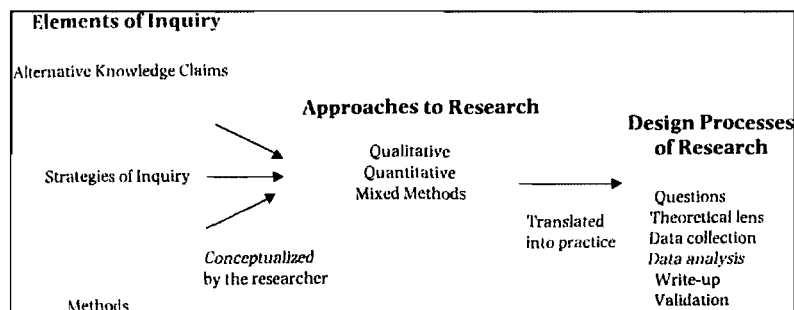 Elements of Inquiry
Alternative Knowledge Claims
Strategies of Inquiry
Methods
Conceptualized
by the researcher
Approaches to Research
Qualitative
Quantitative
Mixed Methods
Translated
into practice
Design Processes
of Research
Questions
Theoretical lens
Data collection
Data analysis
Write-up
Validation